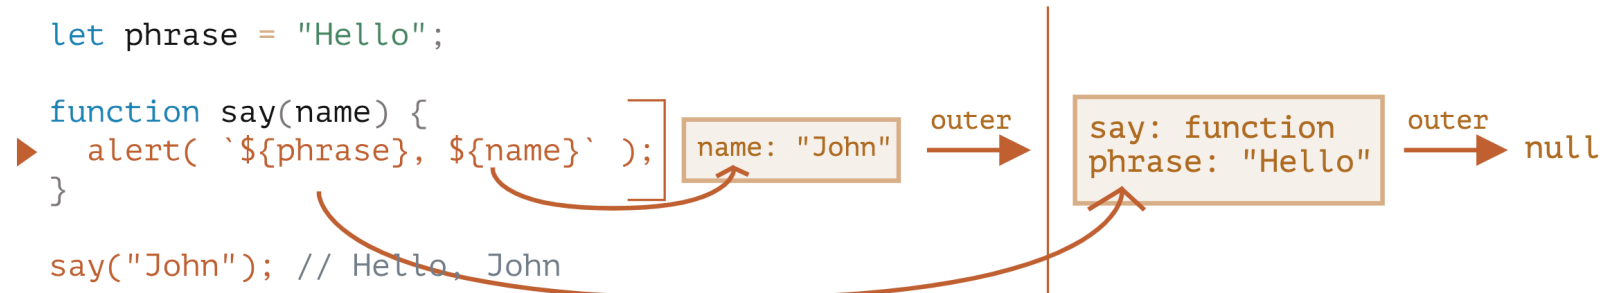 let phrase = "Hello";
function say(name) {
alert( `${phrase}, ${name}` );
}
say("John"); // Hello, John
name: "John"
outer
say: function
phrase: "Hello"
outer
null